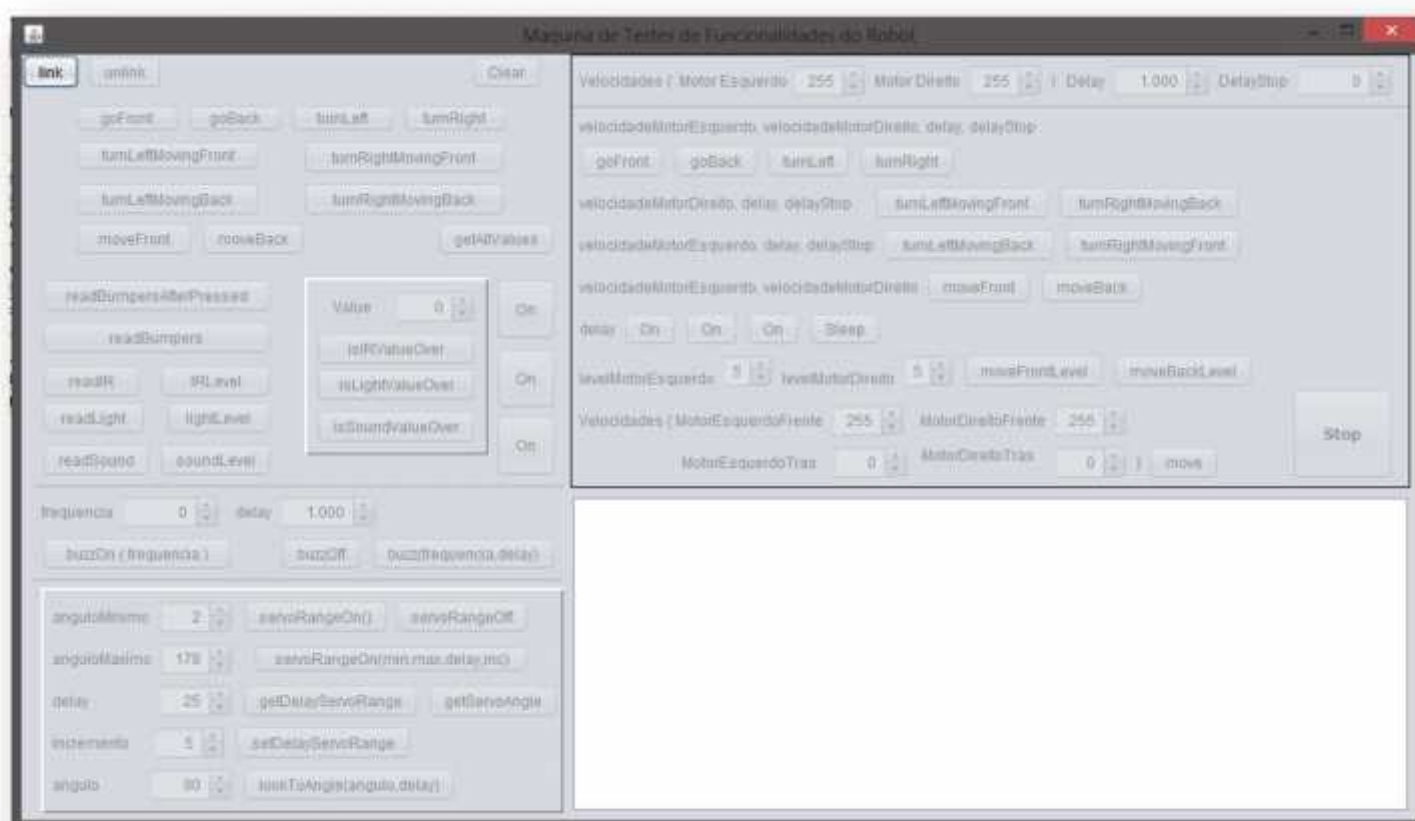 Maquina de Testes de Funcionalidades do Robot
link unlink Clear
goFront goBack turnLeft turnRight
turnLeftMovingFront turnRightMovingFront
turnLeftMovingBack turnRightMovingBack
moveFront moveBack getAllValues
readBumpersAfterPressed
readBumpers
Value 0 On
isIRValueOver
readIR IRLevel isLightValueOver On
readLight lightLevel isSoundValueOver
readSound soundLevel On
frequencia 0 delay 1.000
buzzOn ( frequencia ) buzzOff buzz(frequencia,delay)
anguloMinimo 2 servoRangeOn() servoRangeOff
anguloMaximo 178 servoRangeOn(min,max,delay,inc)
delay 25 getDelayServoRange getServoAngle
incremento 5 setDelayServoRange
angulo 90 lookToAngle(angulo,delay)
Velocidades ( Motor Esquerdo 255 Motor Direito 255 ) Delay 1.000 DelayStop 0
velocidadeMotorEsquerdo, velocidadeMotorDireito, delay, delayStop
goFront goBack turnLeft turnRight
velocidadeMotorDireito, delay, delayStop turnLeftMovingFront turnRightMovingBack
velocidadeMotorEsquerdo, delay, delayStop turnLeftMovingBack turnRightMovingFront
velocidadeMotorEsquerdo, velocidadeMotorDireito moveFront moveBack
delay On On On Sleep
levelMotorEsquerdo 5 levelMotorDireito 5 moveFrontLevel moveBackLevel
Velocidades ( MotorEsquerdoFrente 255 MotorDireitoFrente 255
MotorEsquerdoTras 0 MotorDireitoTras 0 ) move
Stop